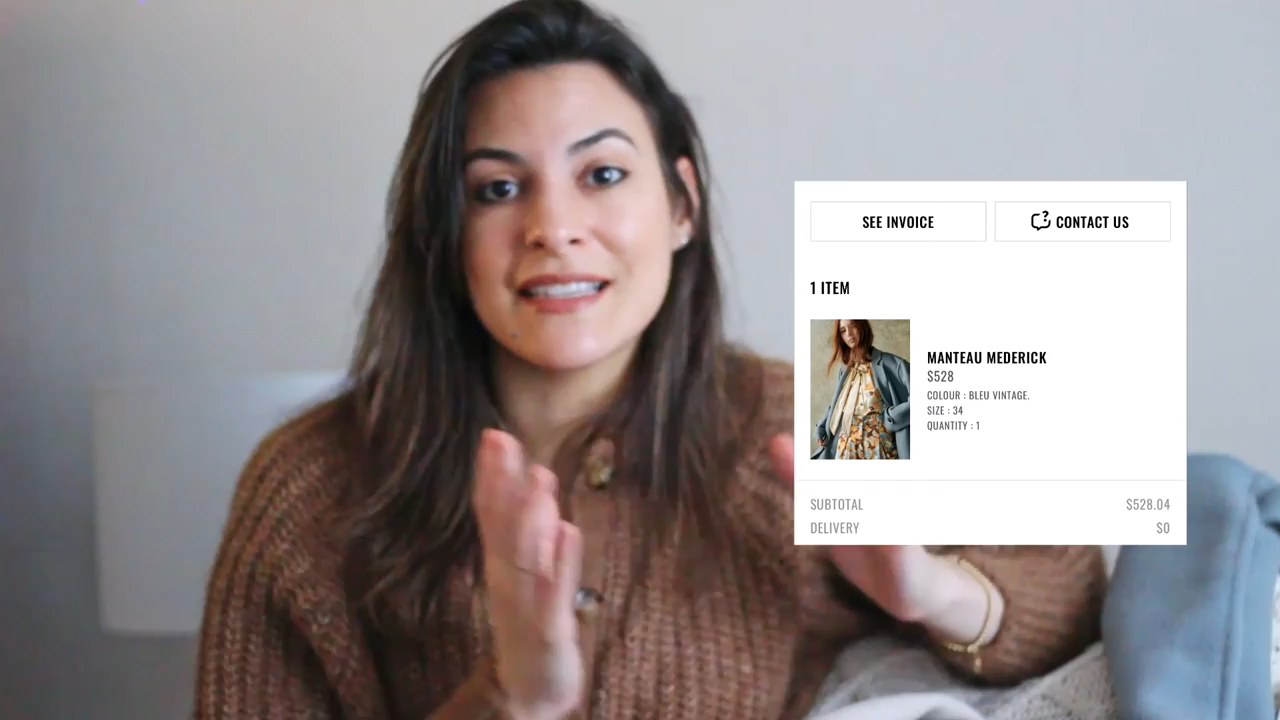 SEE INVOICE
CONTACT US
1 ITEM
MANTEAU MEDERICK
$528
COLOUR : BLEU VINTAGE.
SIZE : 34
QUANTITY : 1
SUBTOTAL $528.04
DELIVERY $0